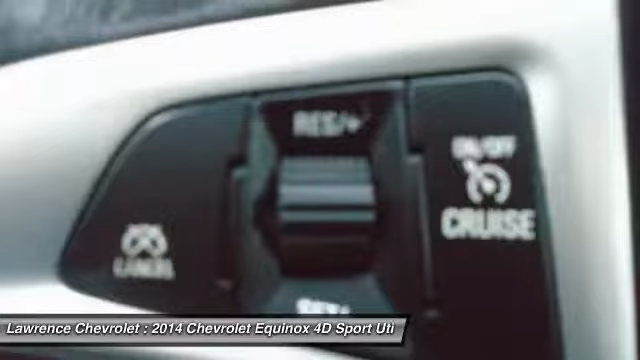 RES/+
ON/OFF
CRUISE
CANCEL
Lawrence Chevrolet : 2014 Chevrolet Equinox 4D Sport Uti